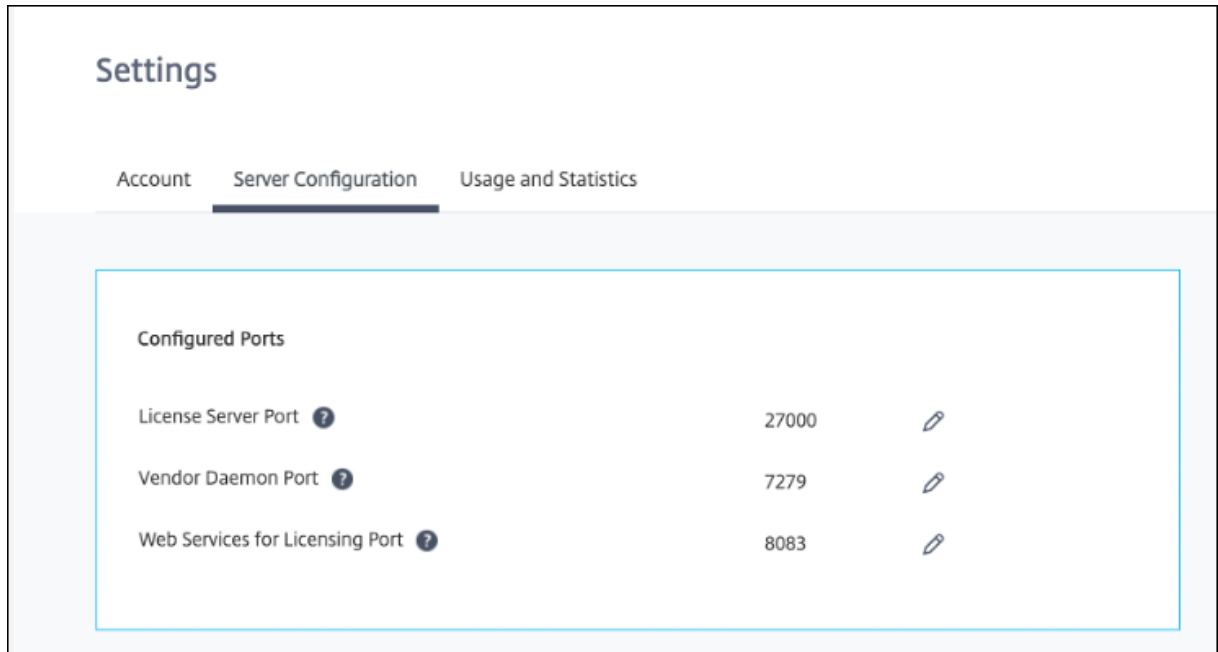 Settings
Account Server Configuration Usage and Statistics
Configured Ports
License Server Port ? 27000
Vendor Daemon Port ? 7279
Web Services for Licensing Port ? 8083